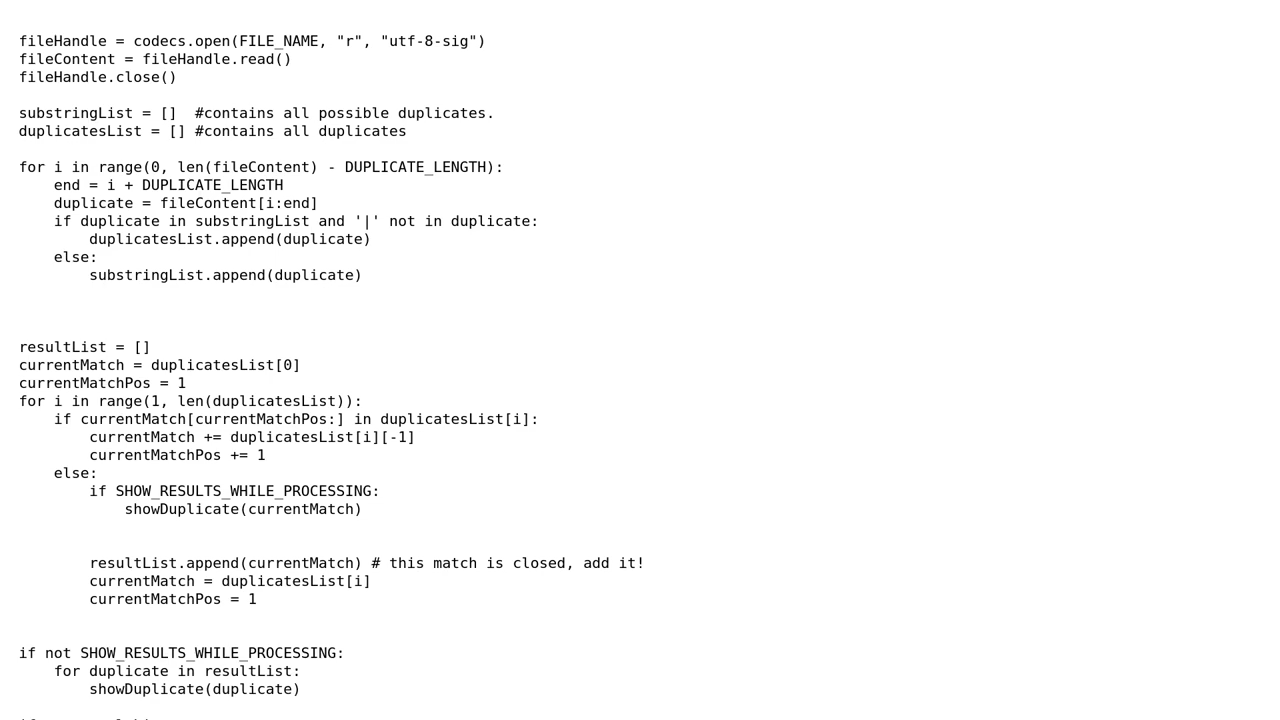 fileHandle = codecs.open(FILE_NAME, "r", "utf-8-sig")
fileContent = fileHandle.read()
fileHandle.close()

substringList = []  #contains all possible duplicates.
duplicatesList = [] #contains all duplicates

for i in range(0, len(fileContent) - DUPLICATE_LENGTH):
    end = i + DUPLICATE_LENGTH
    duplicate = fileContent[i:end]
    if duplicate in substringList and '|' not in duplicate:
        duplicatesList.append(duplicate)
    else:
        substringList.append(duplicate)

resultList = []
currentMatch = duplicatesList[0]
currentMatchPos = 1
for i in range(1, len(duplicatesList)):
    if currentMatch[currentMatchPos:] in duplicatesList[i]:
        currentMatch += duplicatesList[i][-1]
        currentMatchPos += 1
    else:
        if SHOW_RESULTS_WHILE_PROCESSING:
            showDuplicate(currentMatch)

        resultList.append(currentMatch) # this match is closed, add it!
        currentMatch = duplicatesList[i]
        currentMatchPos = 1

if not SHOW_RESULTS_WHILE_PROCESSING:
    for duplicate in resultList:
        showDuplicate(duplicate)